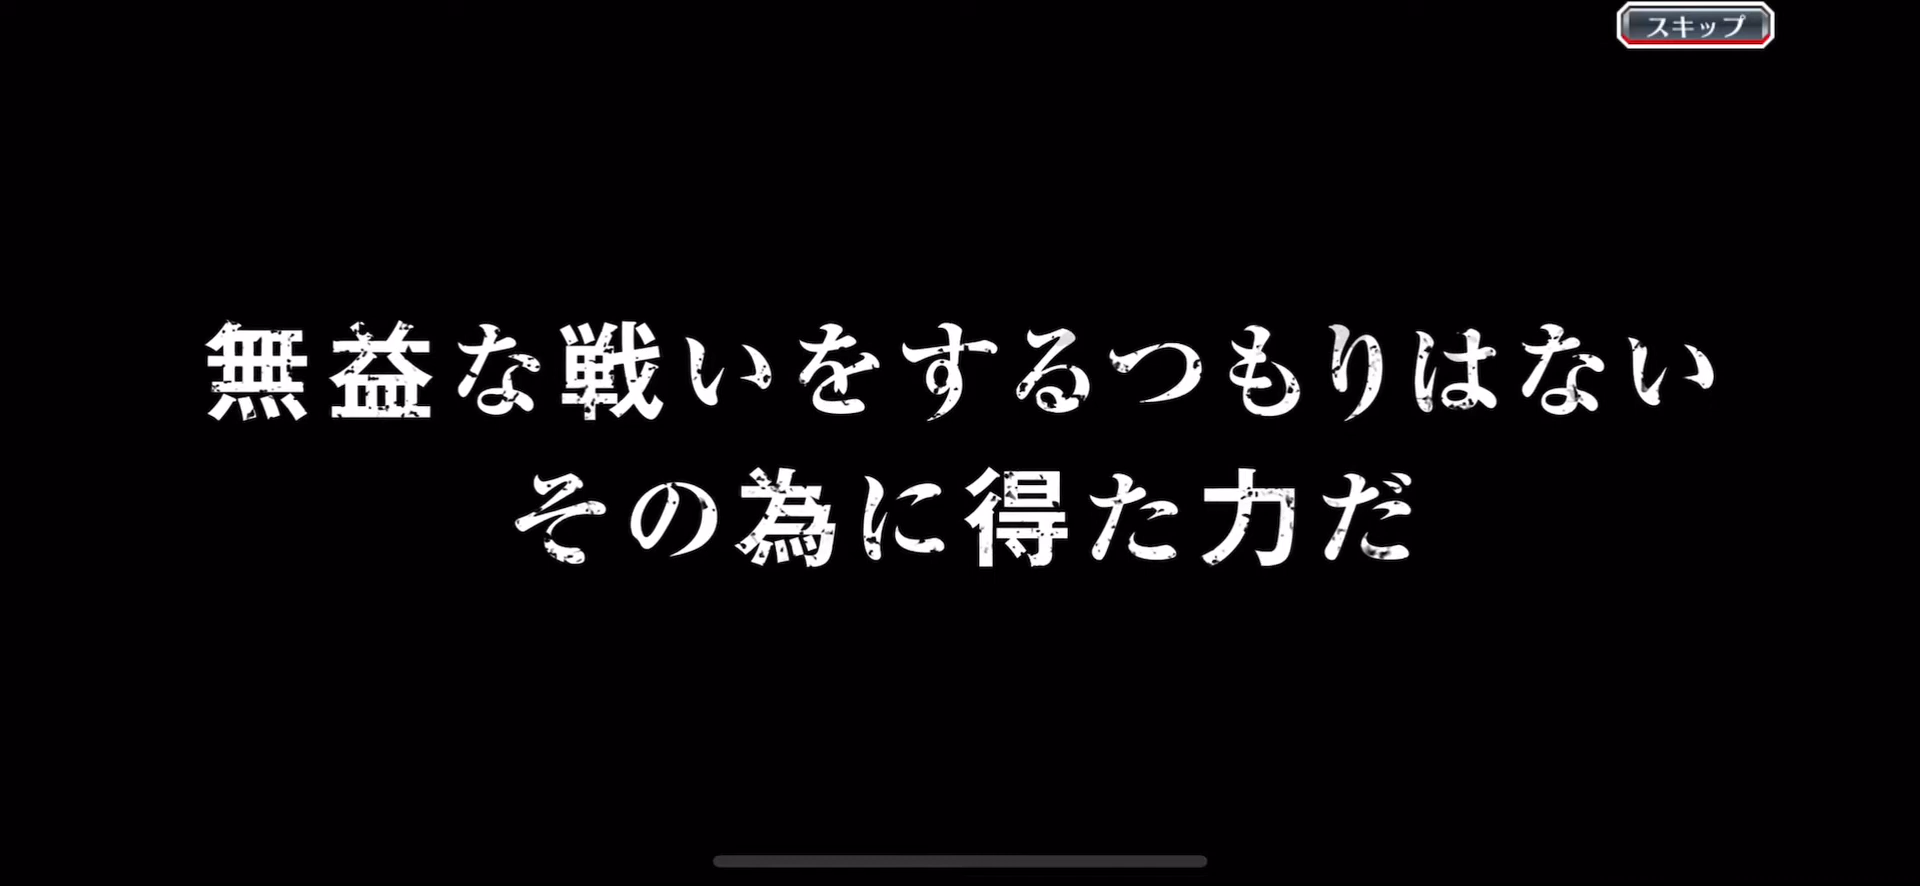 スキップ
無益な戦いをするつもりはない
その為に得た力だ